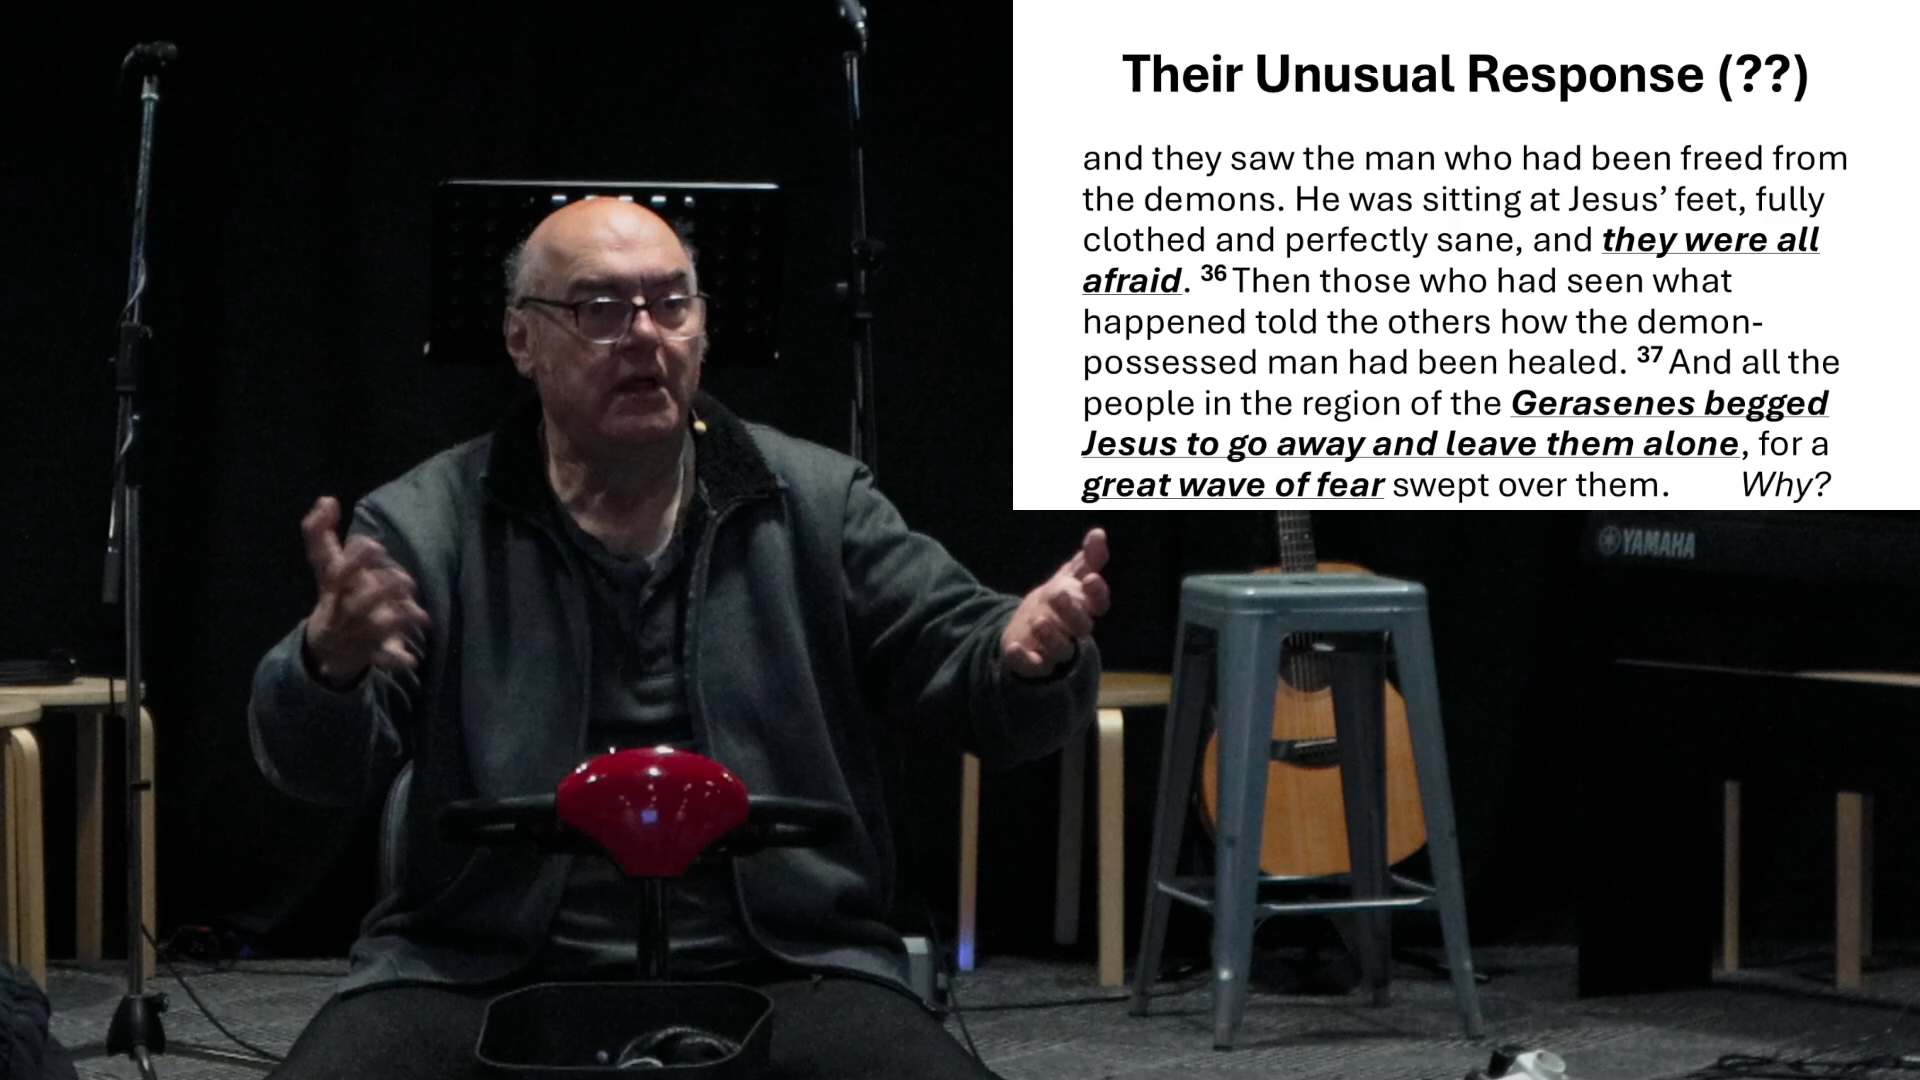 Their Unusual Response (??)
and they saw the man who had been freed from
the demons. He was sitting at Jesus’ feet, fully
clothed and perfectly sane, and they were all
afraid. 36 Then those who had seen what
happened told the others how the demon-
possessed man had been healed. 37 And all the
people in the region of the Gerasenes begged
Jesus to go away and leave them alone, for a
great wave of fear swept over them. Why?
YAMAHA